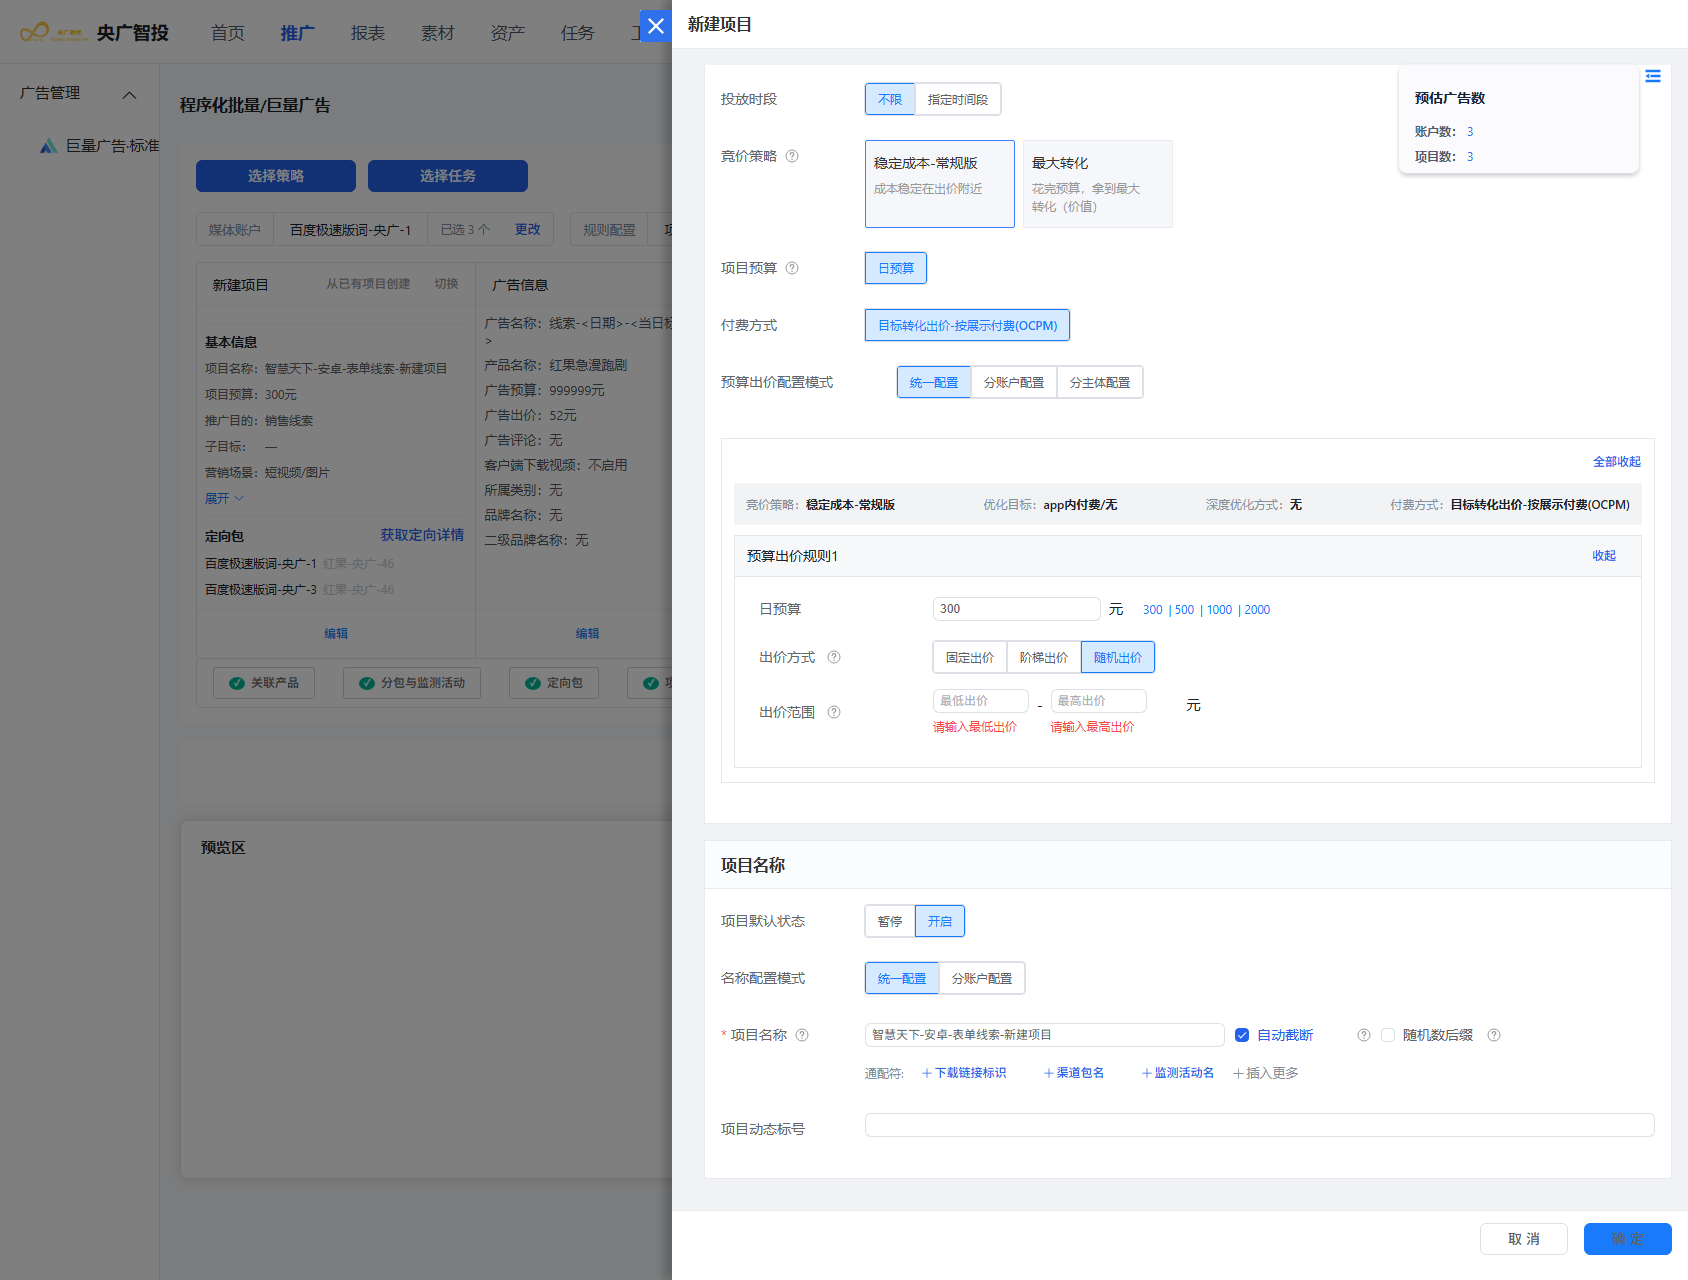 央广智投
首页
推广
报表
素材
资产
任务
新建项目
广告管理
巨量广告·标准
程序化批量/巨量广告
选择策略
选择任务
媒体账户
百度极速版词-央广-1
已选 3 个
更改
规则配置
新建项目
从已有项目创建
切换
广告信息
基本信息
项目名称: 智慧天下-安卓-表单线索-新建项目
项目预算: 300元
推广目的: 销售线索
子目标: —
营销场景: 短视频/图片
展开
定向包
获取定向详情
百度极速版词-央广-1 红果-央广-46
百度极速版词-央广-3 红果-央广-46
编辑
广告名称: 线索-<日期>-<当日标
>
产品名称: 红果急漫跑剧
广告预算: 999999元
广告出价: 52元
广告评论: 无
客户端下载视频: 不启用
所属类别: 无
品牌名称: 无
二级品牌名称: 无
编辑
关联产品
分包与监测活动
定向包
预览区
投放时段
不限
指定时间段
竞价策略
稳定成本-常规版
成本稳定在出价附近
最大转化
花完预算，拿到最大
转化（价值）
预估广告数
账户数: 3
项目数: 3
项目预算
日预算
付费方式
目标转化出价-按展示付费(OCPM)
预算出价配置模式
统一配置
分账户配置
分主体配置
全部收起
竞价策略: 稳定成本-常规版
优化目标: app内付费/无
深度优化方式: 无
付费方式: 目标转化出价-按展示付费(OCPM)
预算出价规则1
收起
日预算
300
元
300 | 500 | 1000 | 2000
出价方式
固定出价
阶梯出价
随机出价
出价范围
最低出价
-
最高出价
元
请输入最低出价
请输入最高出价
项目名称
项目默认状态
暂停
开启
名称配置模式
统一配置
分账户配置
* 项目名称
智慧天下-安卓-表单线索-新建项目
自动截断
随机数后缀
通配符:
+下载链接标识
+渠道包名
+监测活动名
+插入更多
项目动态标号
取 消
确 定